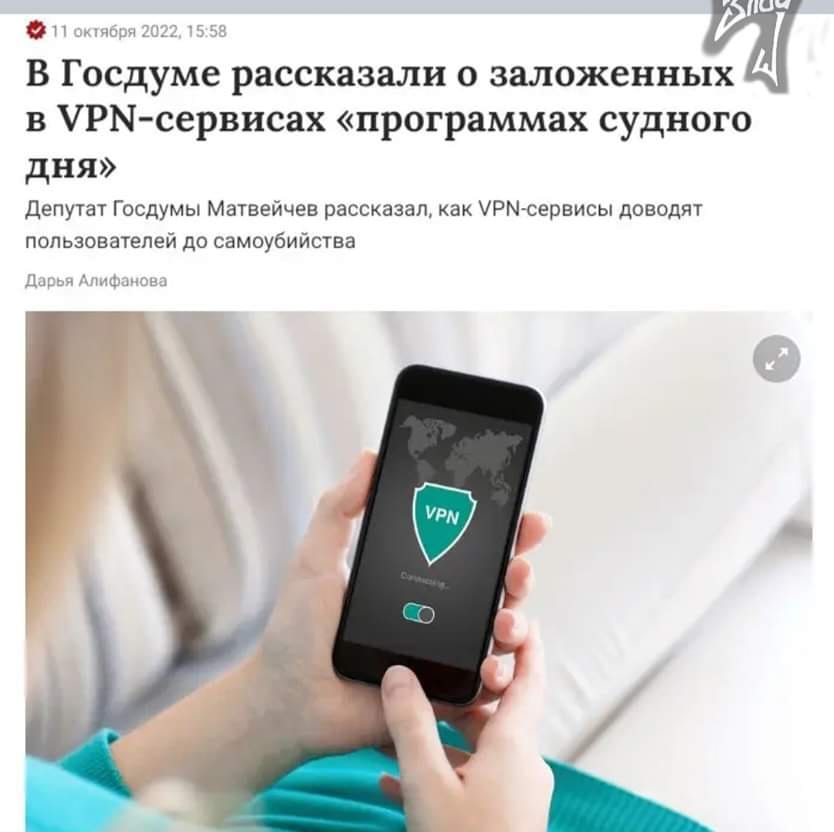 11 октября 2022, 15:58
В Госдуме рассказали о заложенных
в VPN-сервисах «программах судного
дня»
Депутат Госдумы Матвейчев рассказал, как VPN-сервисы доводят
пользователей до самоубийства
Дарья Алифанова
VPN
Connecting...